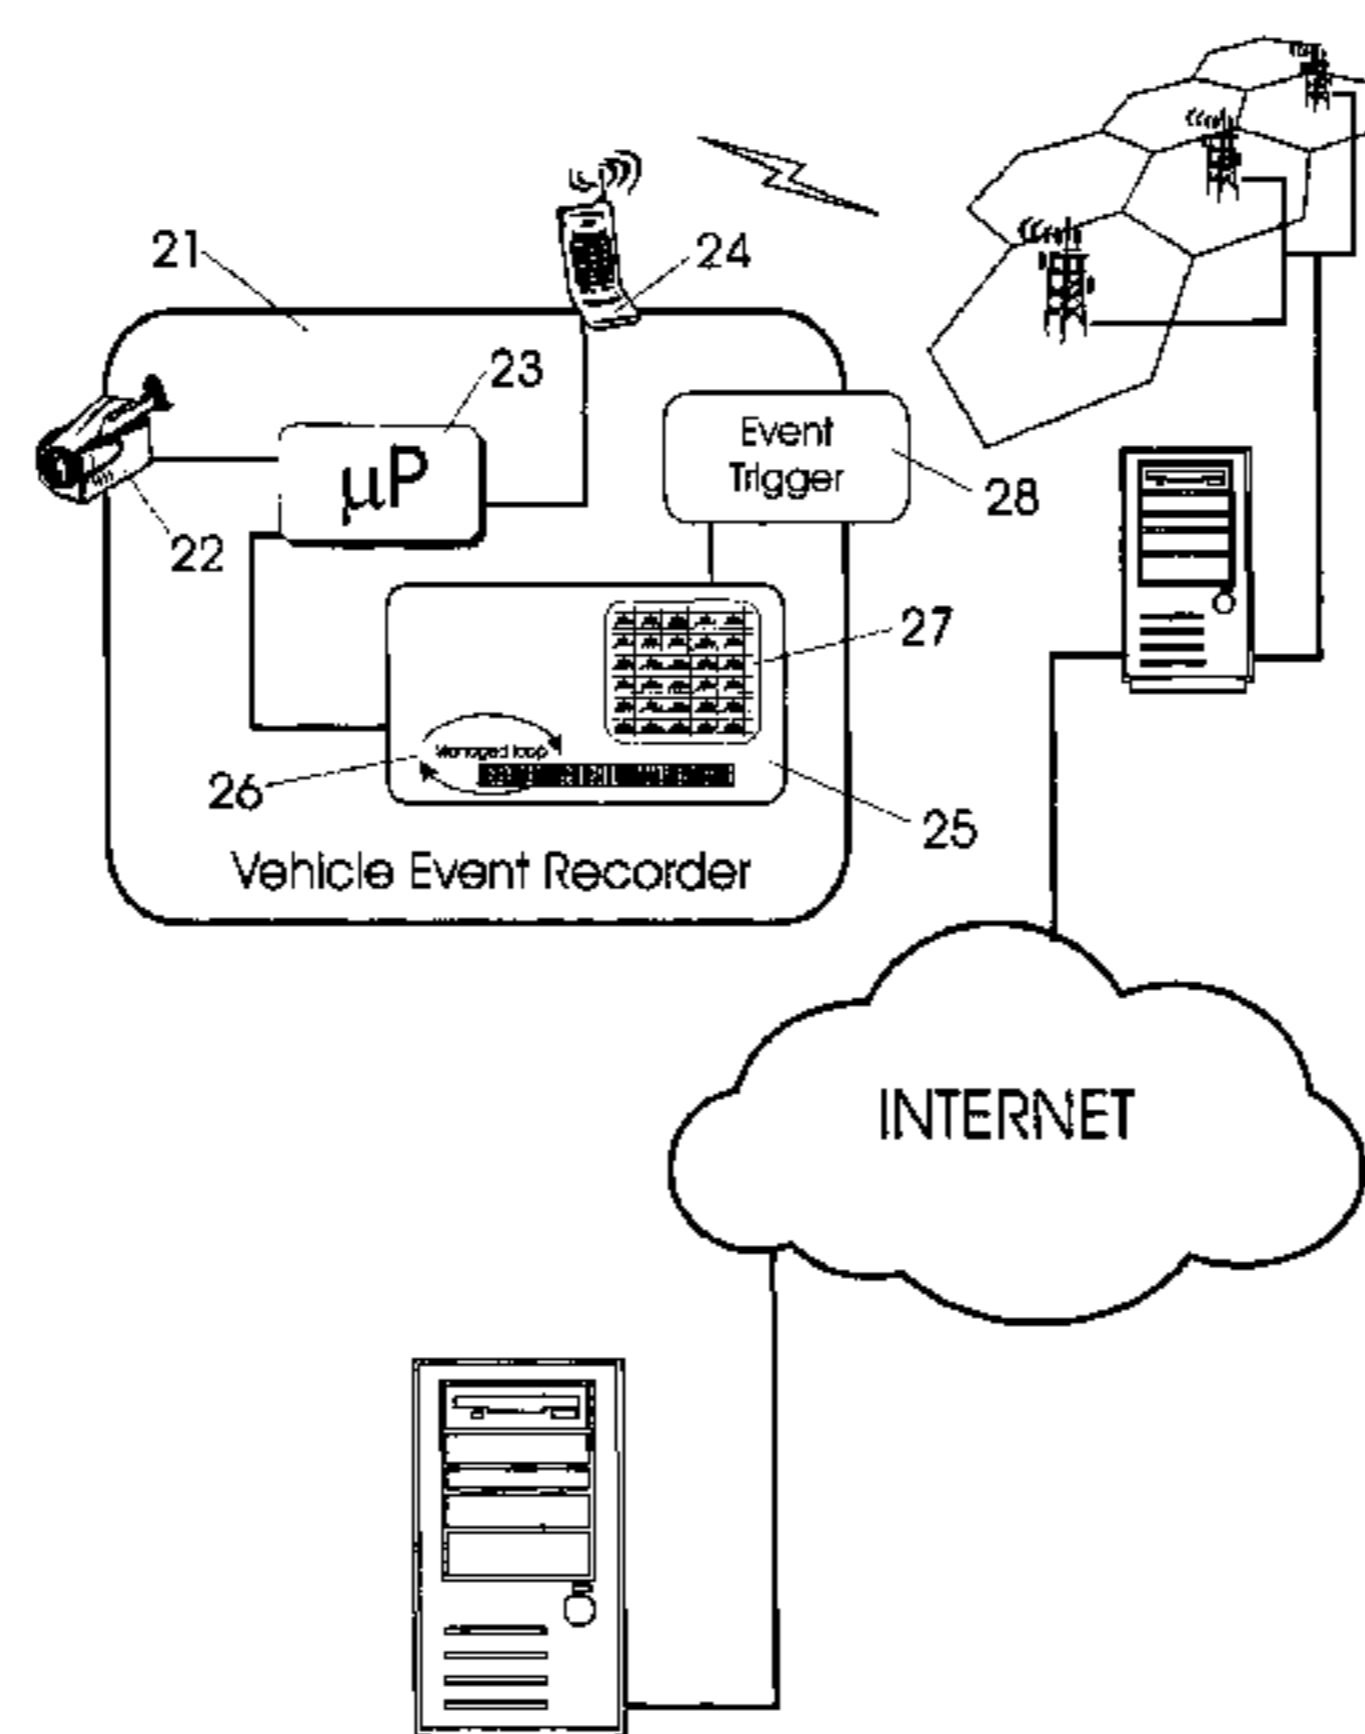 21
24
23
μP
Event
Trigger
28
22
27
Managed loop
26
25
Vehicle Event Recorder
INTERNET